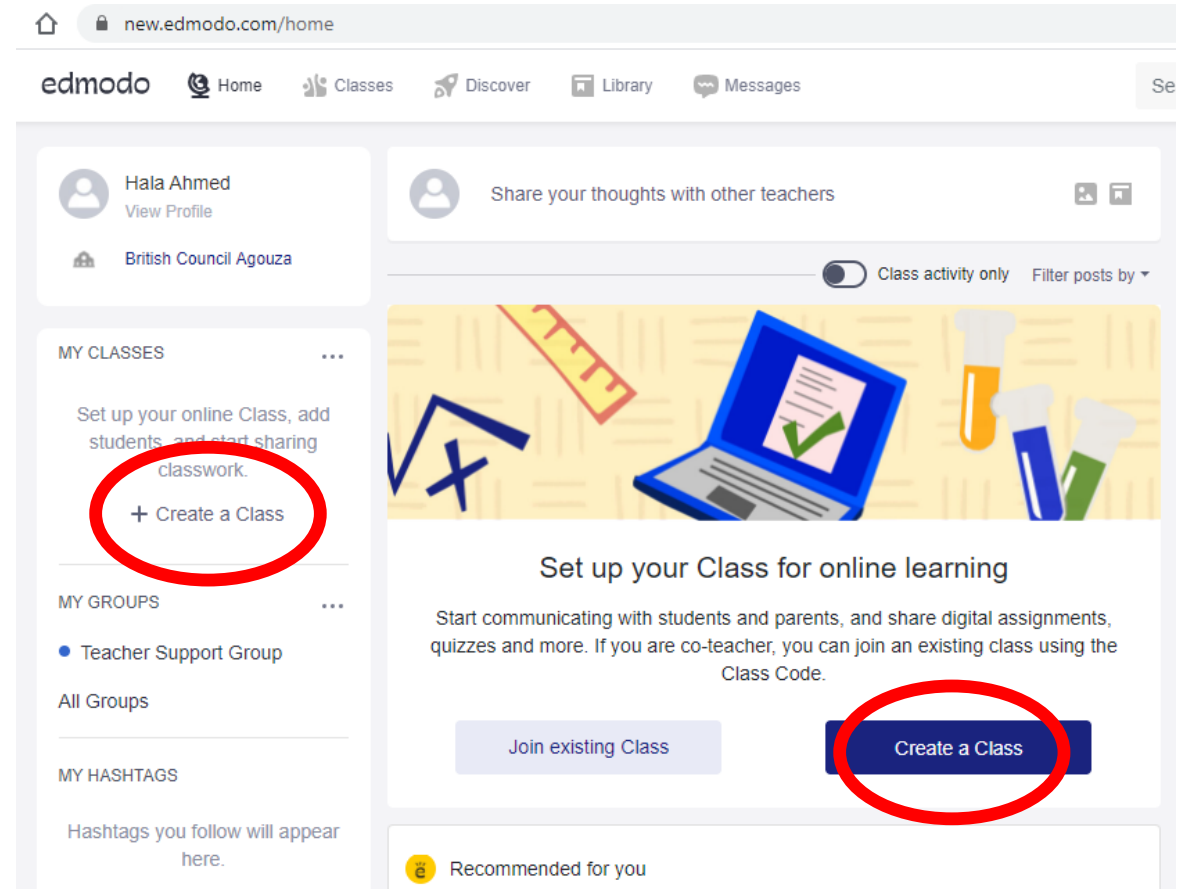 new.edmodo.com/home
edmodo Home Classes Discover Library Messages Se
Hala Ahmed
View Profile
British Council Agouza
Share your thoughts with other teachers
Class activity only Filter posts by
MY CLASSES ...
Set up your online Class, add
students, and start sharing
classwork.
+ Create a Class
MY GROUPS ...
Teacher Support Group
All Groups
MY HASHTAGS
Hashtags you follow will appear
here.
√x
Set up your Class for online learning
Start communicating with students and parents, and share digital assignments,
quizzes and more. If you are co-teacher, you can join an existing class using the
Class Code.
Join existing Class Create a Class
ë Recommended for you